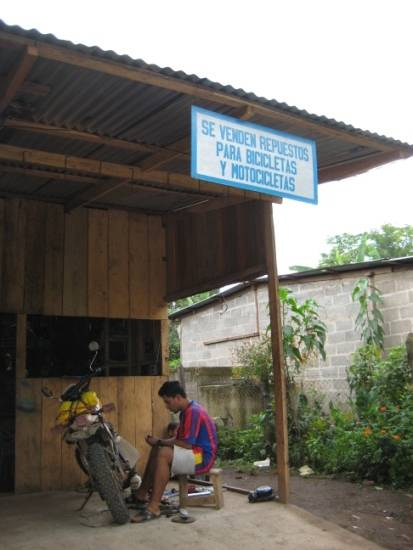 SE VENDEN REPUESTOS
PARA BICICLETAS
Y MOTOCICLETAS